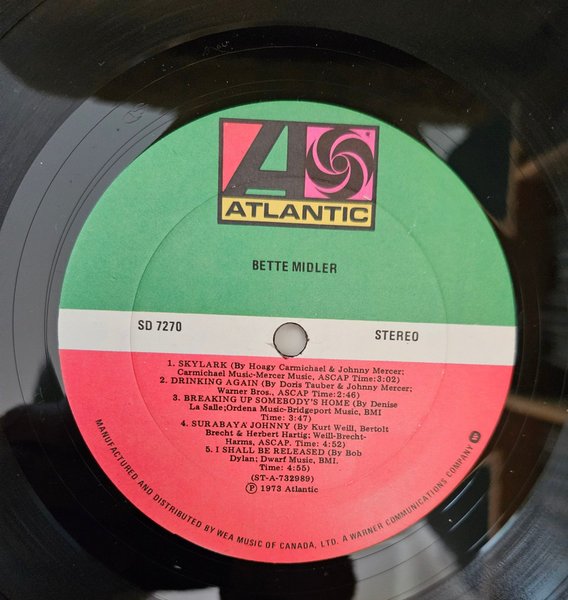 ATLANTIC
BETTE MIDLER
SD 7270
STEREO
1. SKYLARK (By Hoagy Carmichael & Johnny Mercer;
Carmichael Music-Mercer Music, ASCAP Time:3:02)
2. DRINKING AGAIN (By Doris Tauber & Johnny Mercer;
Warner Bros., ASCAP Time:2:46)
3. BREAKING UP SOMEBODY'S HOME (By Denise
La Salle;Ordena Music-Bridgeport Music, BMI
Time: 3:47)
4. SURABAYA JOHNNY (By Kurt Weill, Bertolt
Brecht & Herbert Hartig; Weill-Brecht-
Harms, ASCAP. Time: 4:52)
5. I SHALL BE RELEASED (By Bob
Dylan; Dwarf Music, BMI.
Time: 4:55)
(ST-A-732989)
Ⓟ 1973 Atlantic
MANUFACTURED AND DISTRIBUTED BY WEA MUSIC OF CANADA, LTD. A WARNER COMMUNICATIONS COMPANY